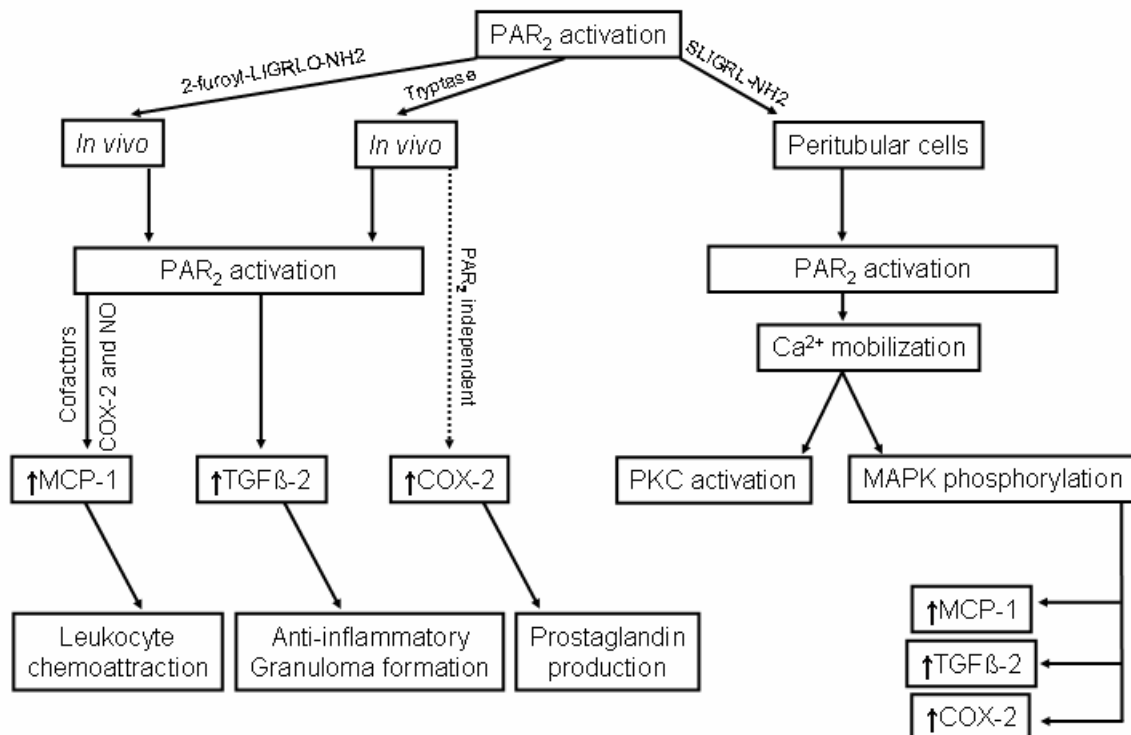 PAR₂ activation
2-furoyl-LIGRLO-NH2
Tryptase
SLIGRL-NH2
In vivo
In vivo
Peritubular cells
PAR₂ activation
PAR₂ activation
Cofactors
COX-2 and NO
PAR₂ independent
Ca²⁺ mobilization
↑MCP-1
↑TGFß-2
↑COX-2
PKC activation
MAPK phosphorylation
Leukocyte
chemoattraction
Anti-inflammatory
Granuloma formation
Prostaglandin
production
↑MCP-1
↑TGFß-2
↑COX-2